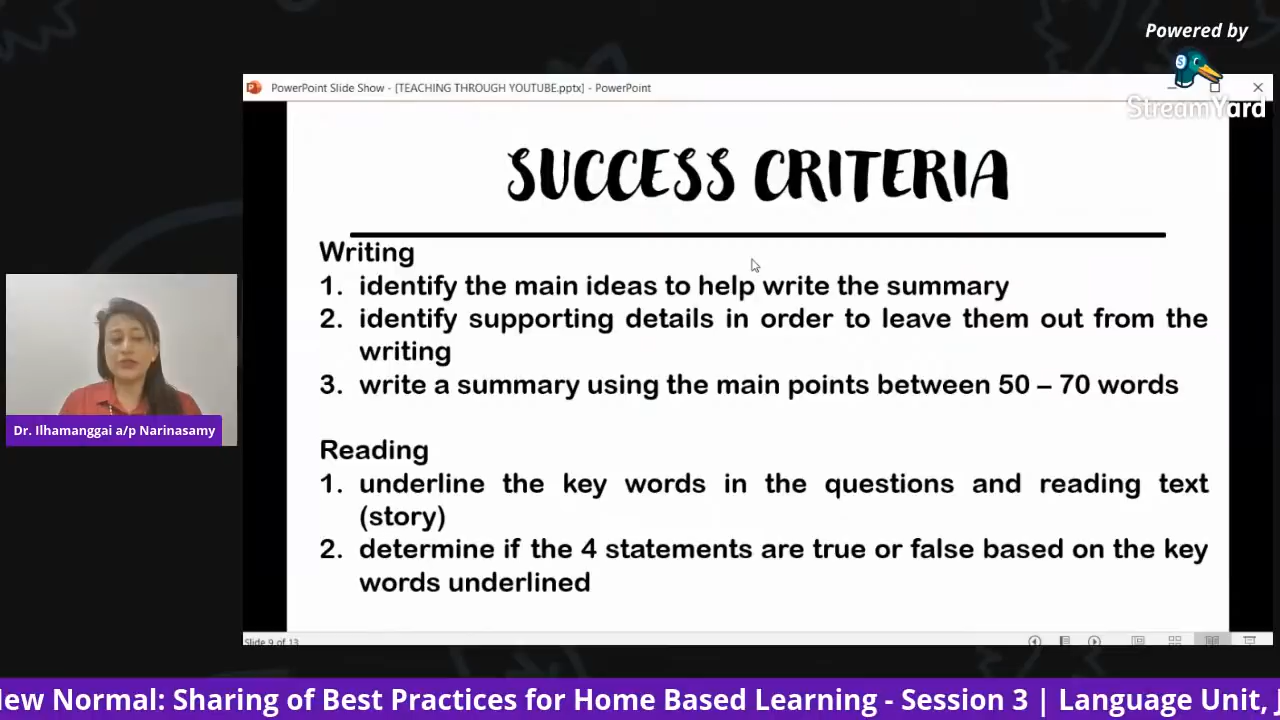 Powered by
StreamYard
PowerPoint Slide Show - [TEACHING THROUGH YOUTUBE.pptx] - PowerPoint
SUCCESS CRITERIA
Writing
1. identify the main ideas to help write the summary
2. identify supporting details in order to leave them out from the
writing
3. write a summary using the main points between 50 – 70 words
Reading
1. underline the key words in the questions and reading text
(story)
2. determine if the 4 statements are true or false based on the key
words underlined
Dr. Ilhamanggai a/p Narinasamy
Slide 9 of 13
New Normal: Sharing of Best Practices for Home Based Learning - Session 3 | Language Unit, J